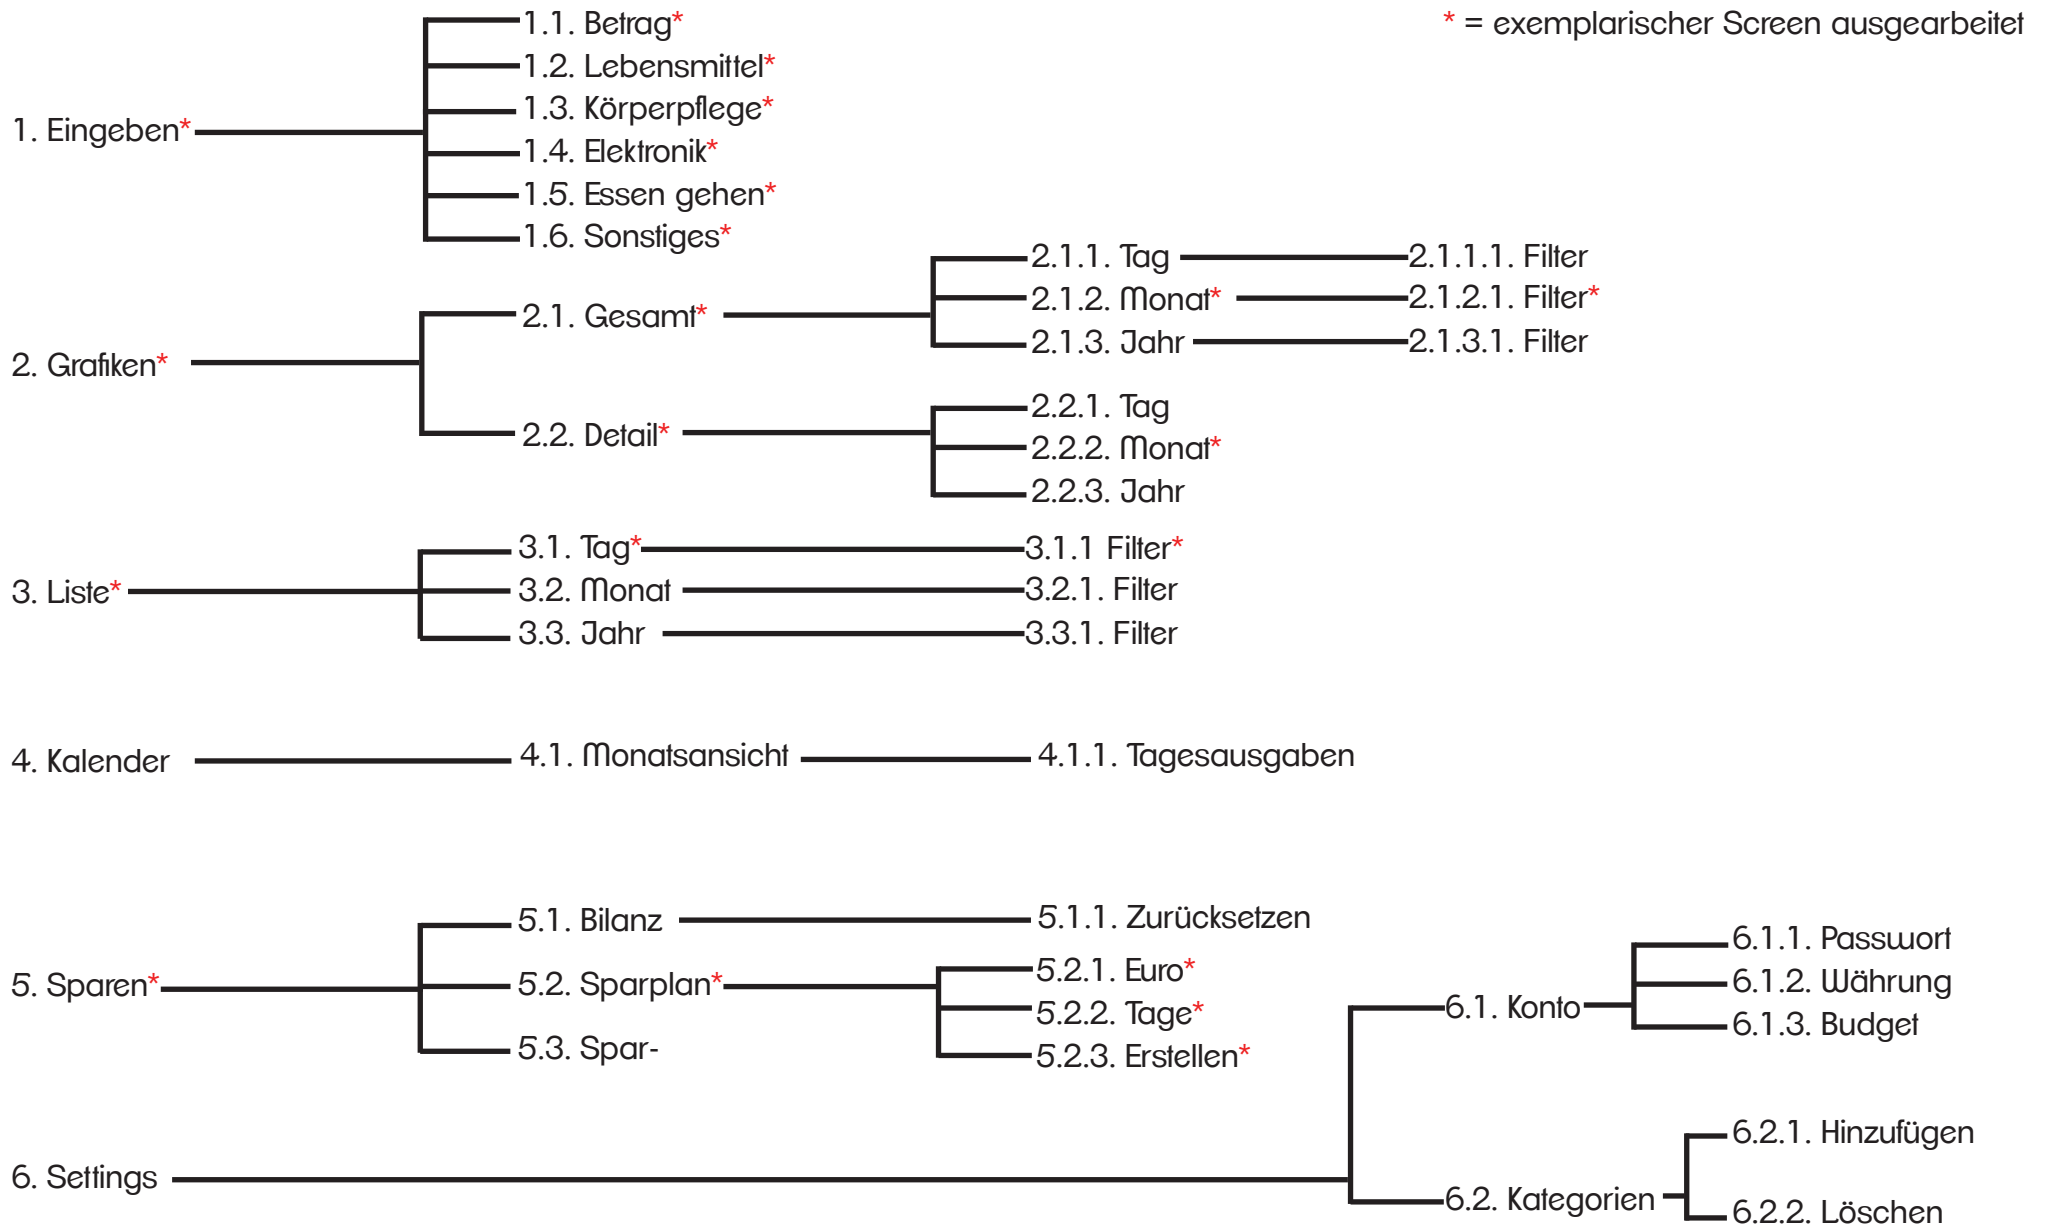 * = exemplarischer Screen ausgearbeitet
1. Eingeben*
1.1. Betrag*
1.2. Lebensmittel*
1.3. Körperpflege*
1.4. Elektronik*
1.5. Essen gehen*
1.6. Sonstiges*
2. Grafiken*
2.1. Gesamt*
2.1.1. Tag
2.1.1.1. Filter
2.1.2. Monat*
2.1.2.1. Filter*
2.1.3. Jahr
2.1.3.1. Filter
2.2. Detail*
2.2.1. Tag
2.2.2. Monat*
2.2.3. Jahr
3. Liste*
3.1. Tag*
3.1.1 Filter*
3.2. Monat
3.2.1. Filter
3.3. Jahr
3.3.1. Filter
4. Kalender
4.1. Monatsansicht
4.1.1. Tagesausgaben
5. Sparen*
5.1. Bilanz
5.1.1. Zurücksetzen
5.2. Sparplan*
5.2.1. Euro*
5.2.2. Tage*
5.2.3. Erstellen*
5.3. Spar-
6. Settings
6.1. Konto
6.1.1. Passwort
6.1.2. Währung
6.1.3. Budget
6.2. Kategorien
6.2.1. Hinzufügen
6.2.2. Löschen